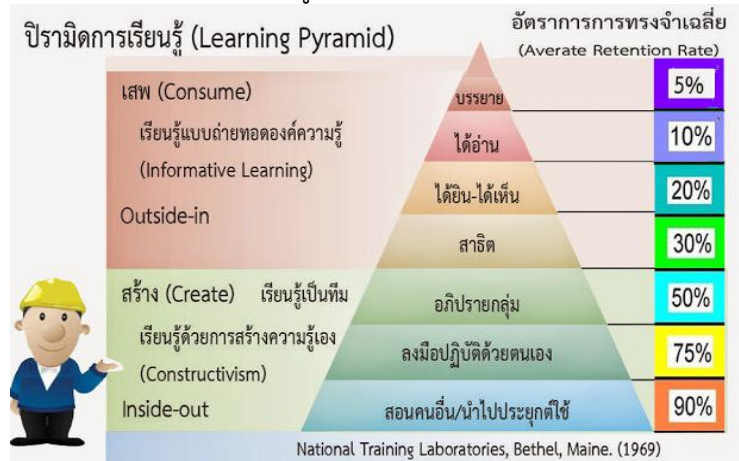 ปิรามิดการเรียนรู้ (Learning Pyramid)
อัตราการการทรงจำเฉลี่ย
(Averate Retention Rate)
เสพ (Consume)
เรียนรู้แบบถ่ายทอดองค์ความรู้
(Informative Learning)
Outside-in
บรรยาย 5%
ได้อ่าน 10%
ได้ยิน-ได้เห็น 20%
สาธิต 30%
สร้าง (Create) เรียนรู้เป็นทีม
เรียนรู้ด้วยการสร้างความรู้เอง
(Constructivism)
Inside-out
อภิปรายกลุ่ม 50%
ลงมือปฏิบัติด้วยตนเอง 75%
สอนคนอื่น/นำไปประยุกต์ใช้ 90%
National Training Laboratories, Bethel, Maine. (1969)